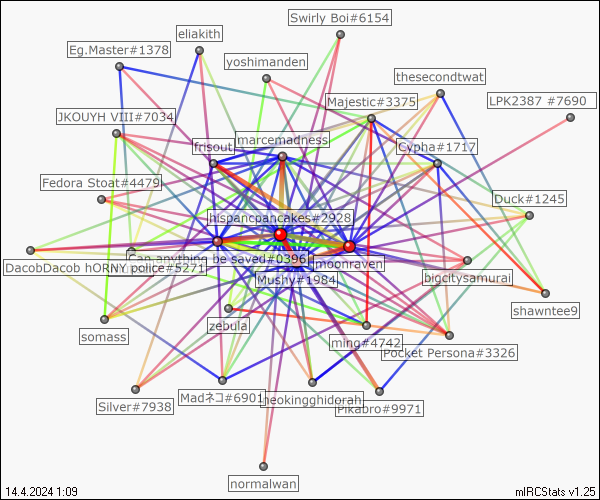 Swirly Boi#6154
eliakith
Eg.Master#1378
yoshimanden
thesecondtwat
LPK2387 #7690
Majestic#3375
JKOUYH VIII#7034
marcemadness
frisout
Cypha#1717
Fedora Stoat#4479
Duck#1245
hispancpancakes#2928
Can anything be saved#0396
moonraven
DacobDacob hORNY police#5271
Mushy#1984
bigcitysamurai
shawntee9
zebula
somass
ming#4742
Pocket Persona#3326
Madネコ#6901
theokingghidorah
Silver#7938
Pikabro#9971
normalwan
14.4.2024 1:09
mIRCStats v1.25